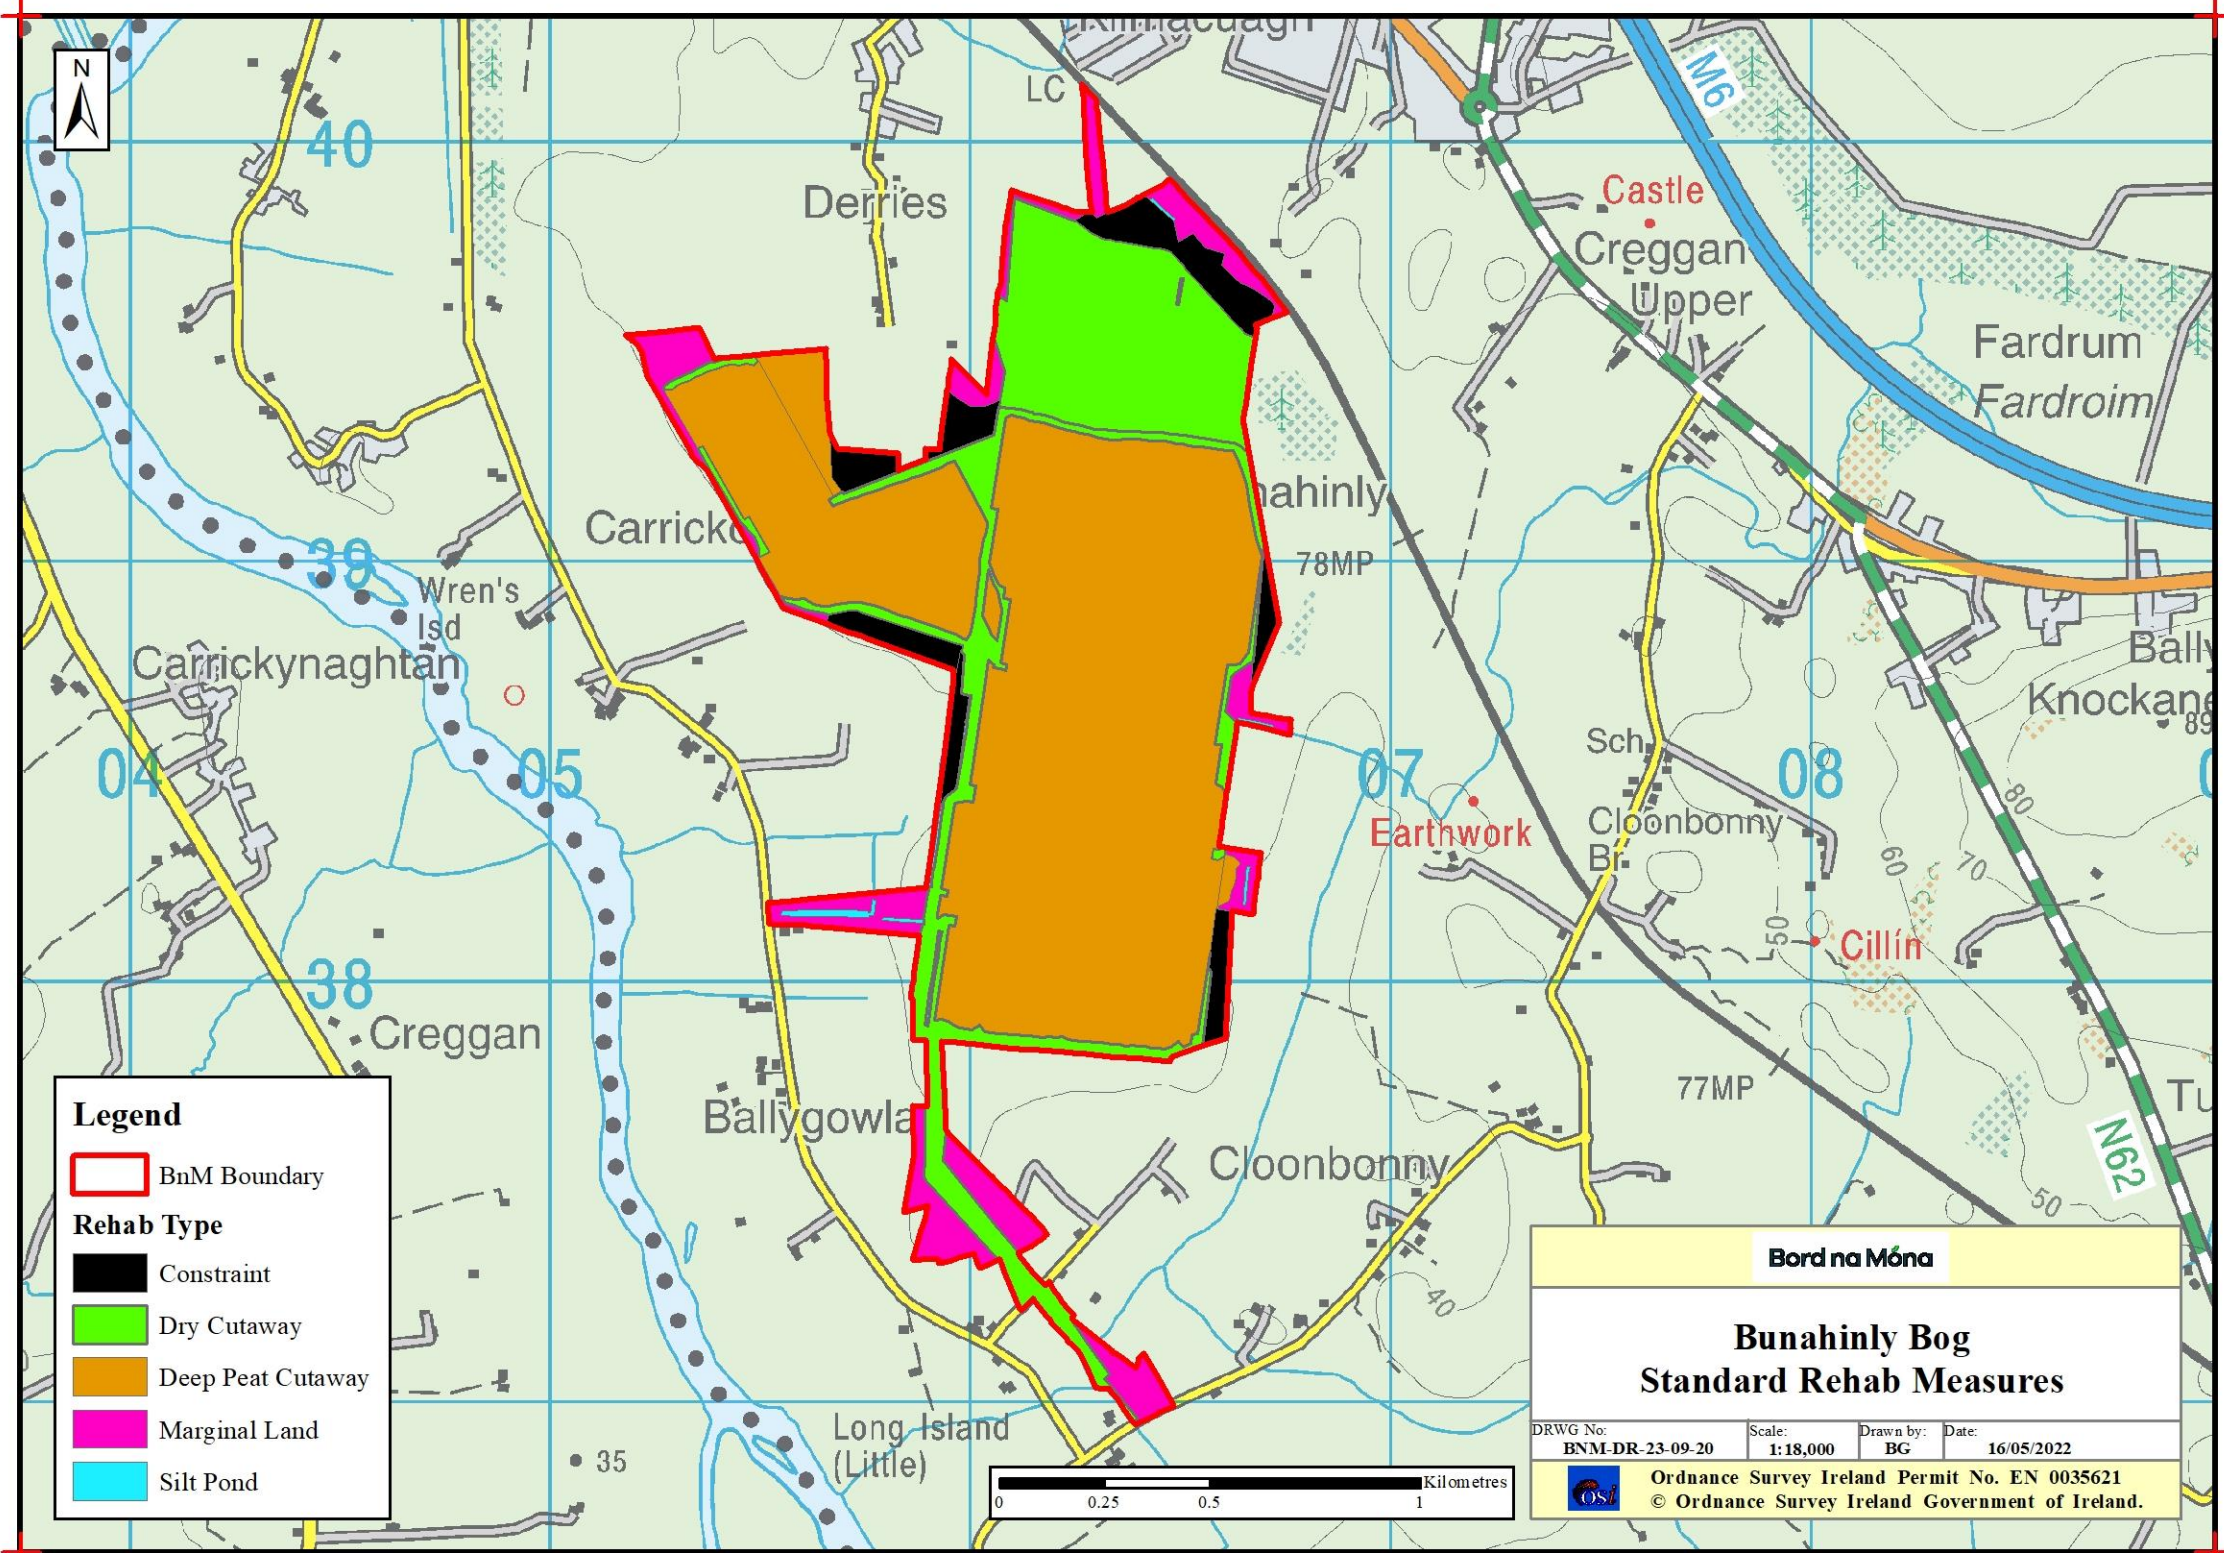 Kilmacuagh
N
LC
M6
40
Derries
Castle
Creggan
Upper
Fardrum
Fardroim
nahinly
Carrick
78MP
39
Wren's
Isd
Carrickynaghtan
Bally
Knockan
89
Sch
04
05
07
08
80
Cloonbonny
Br.
Earthwork
60
70
50
Cillín
38
Creggan
77MP
Tu
Ballygowla
Cloonbonny
N62
50
40
Long Island
(Little)
35
Legend
BnM Boundary
Rehab Type
Constraint
Dry Cutaway
Deep Peat Cutaway
Marginal Land
Silt Pond
Kilometres
0 0.25 0.5 1
Bord na Móna
Bunahinly Bog
Standard Rehab Measures
DRWG No: Scale: Drawn by: Date:
BNM-DR-23-09-20 1:18,000 BG 16/05/2022
osi
Ordnance Survey Ireland Permit No. EN 0035621
© Ordnance Survey Ireland Government of Ireland.